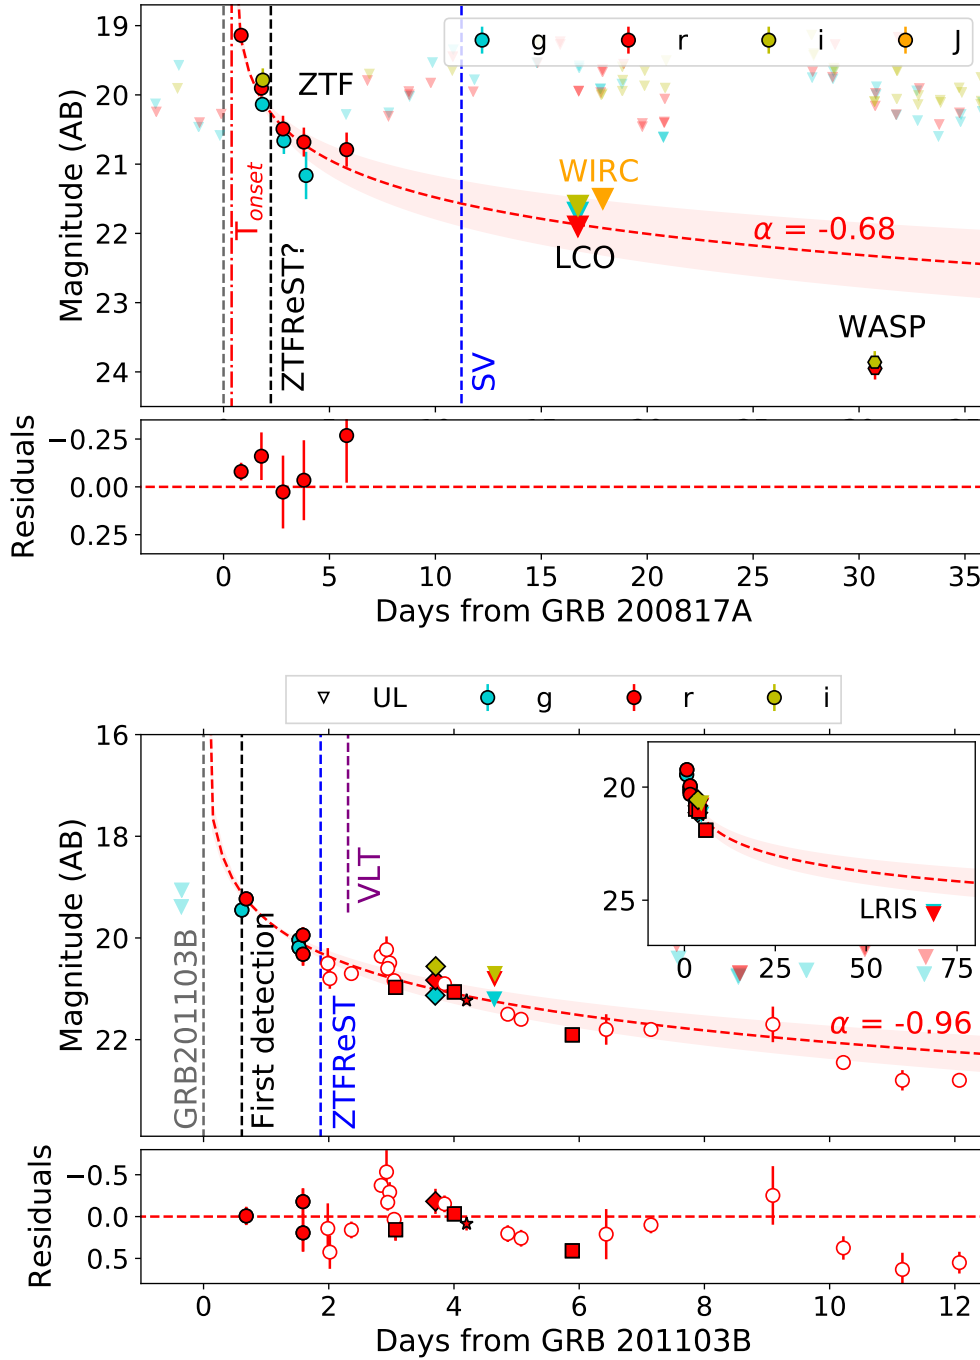 g r i J
19
20
21
22
23
24
Magnitude (AB)
ZTF
T_onset
ZTFReST?
SV
WIRC
LCO
α = -0.68
WASP
−0.25
0.00
0.25
Residuals
0 5 10 15 20 25 30 35
Days from GRB 200817A
UL g r i
16
18
20
22
Magnitude (AB)
GRB201103B
First detection
ZTFReST
VLT
20
25
LRIS
0 25 50 75
α = -0.96
−0.5
0.0
0.5
Residuals
0 2 4 6 8 10 12
Days from GRB 201103B